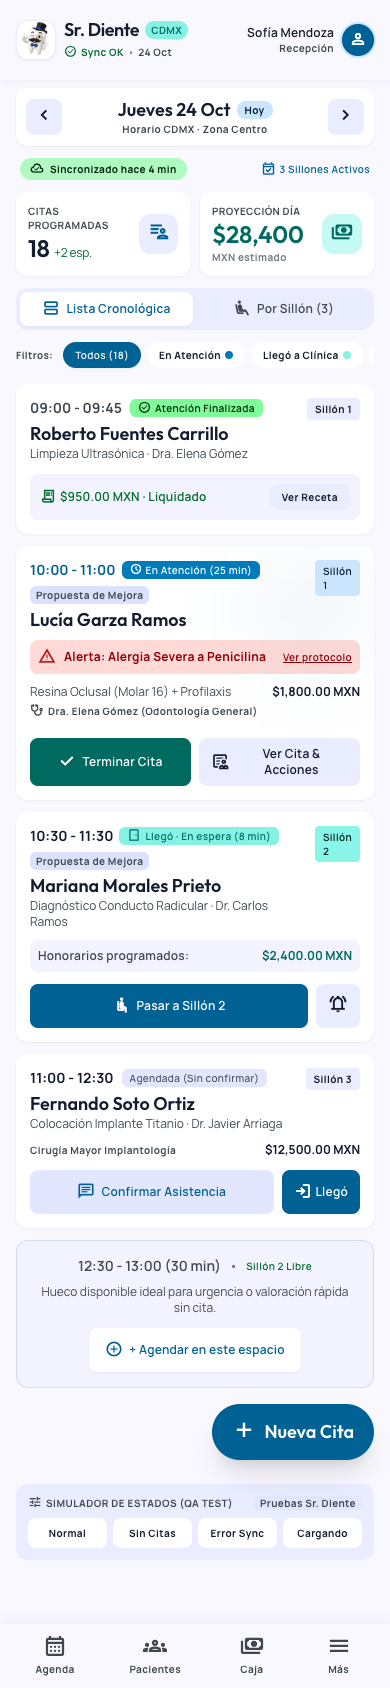 Sr. Diente CDMX
Sync OK • 24 Oct
Sofía Mendoza
Recepción
Jueves 24 Oct Hoy
Horario CDMX · Zona Centro
Sincronizado hace 4 min
3 Sillones Activos
CITAS
PROGRAMADAS
18 +2 esp.
PROYECCIÓN DÍA
$28,400
MXN estimado
Lista Cronológica
Por Sillón (3)
Filtros:
Todos (18)
En Atención
Llegó a Clínica
09:00 - 09:45 Atención Finalizada Sillón 1
Roberto Fuentes Carrillo
Limpieza Ultrasónica · Dra. Elena Gómez
$950.00 MXN · Liquidado Ver Receta
10:00 - 11:00 En Atención (25 min)
Sillón
1
Propuesta de Mejora
Lucía Garza Ramos
Alerta: Alergia Severa a Penicilina Ver protocolo
Resina Oclusal (Molar 16) + Profilaxis $1,800.00 MXN
Dra. Elena Gómez (Odontología General)
Terminar Cita
Ver Cita &
Acciones
10:30 - 11:30 Llegó · En espera (8 min)
Sillón
2
Propuesta de Mejora
Mariana Morales Prieto
Diagnóstico Conducto Radicular · Dr. Carlos
Ramos
Honorarios programados: $2,400.00 MXN
Pasar a Sillón 2
11:00 - 12:30 Agendada (Sin confirmar) Sillón 3
Fernando Soto Ortiz
Colocación Implante Titanio · Dr. Javier Arriaga
Cirugía Mayor Implantología $12,500.00 MXN
Confirmar Asistencia
Llegó
12:30 - 13:00 (30 min) • Sillón 2 Libre
Hueco disponible ideal para urgencia o valoración rápida
sin cita.
+ Agendar en este espacio
+ Nueva Cita
SIMULADOR DE ESTADOS (QA TEST) Pruebas Sr. Diente
Normal
Sin Citas
Error Sync
Cargando
Agenda
Pacientes
Caja
Más